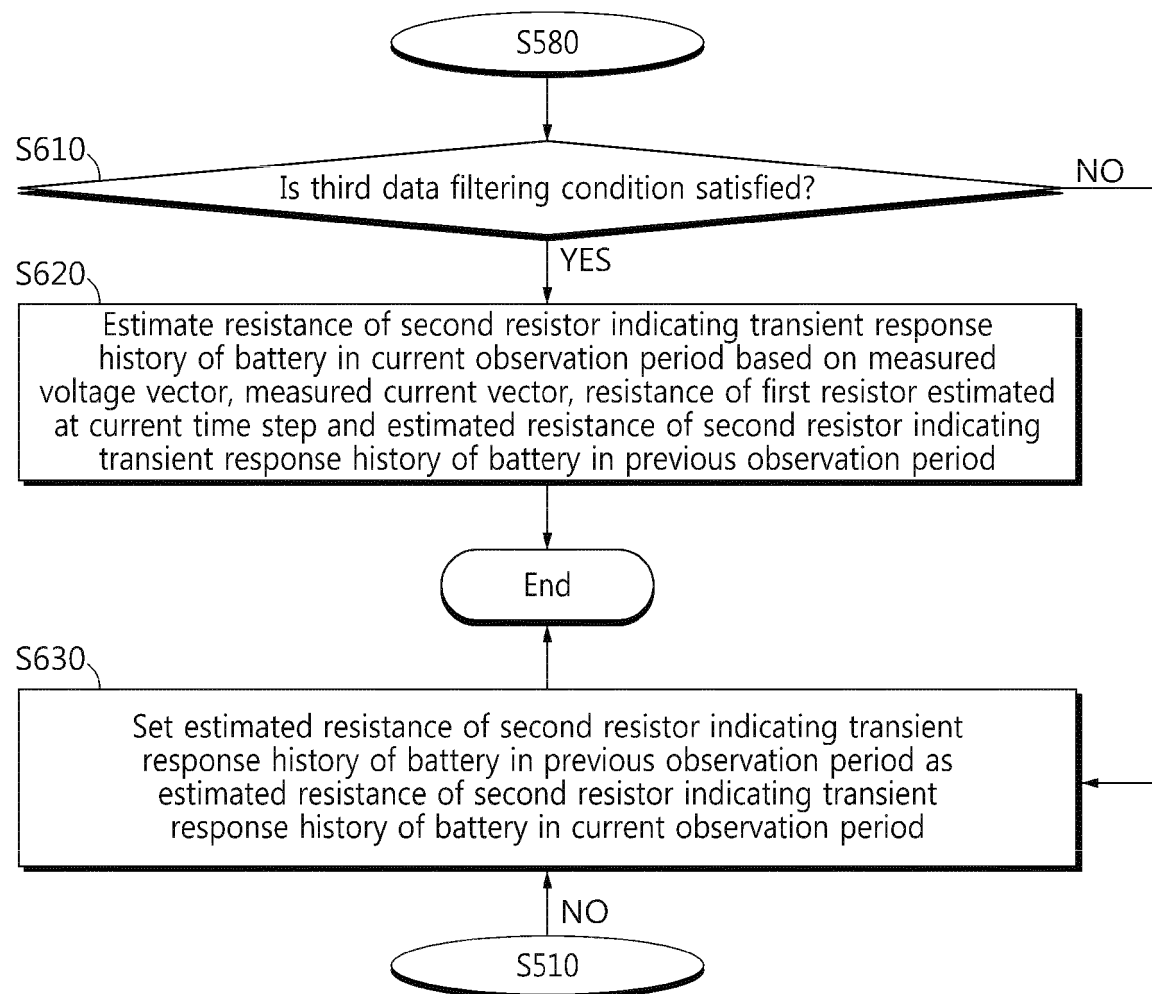 S580
S610
Is third data filtering condition satisfied?
NO
YES
S620
Estimate resistance of second resistor indicating transient response
history of battery in current observation period based on measured
voltage vector, measured current vector, resistance of first resistor estimated
at current time step and estimated resistance of second resistor indicating
transient response history of battery in previous observation period
End
S630
Set estimated resistance of second resistor indicating transient
response history of battery in previous observation period as
estimated resistance of second resistor indicating transient
response history of battery in current observation period
NO
S510